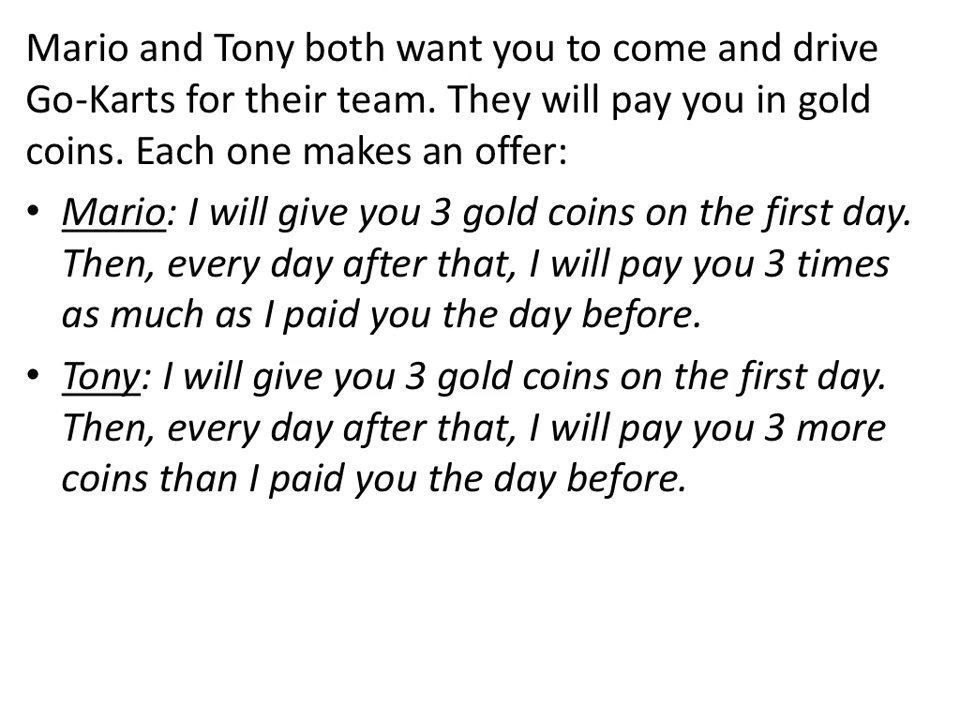 Mario and Tony both want you to come and drive
Go-Karts for their team. They will pay you in gold
coins. Each one makes an offer:
• Mario: I will give you 3 gold coins on the first day.
Then, every day after that, I will pay you 3 times
as much as I paid you the day before.
• Tony: I will give you 3 gold coins on the first day.
Then, every day after that, I will pay you 3 more
coins than I paid you the day before.